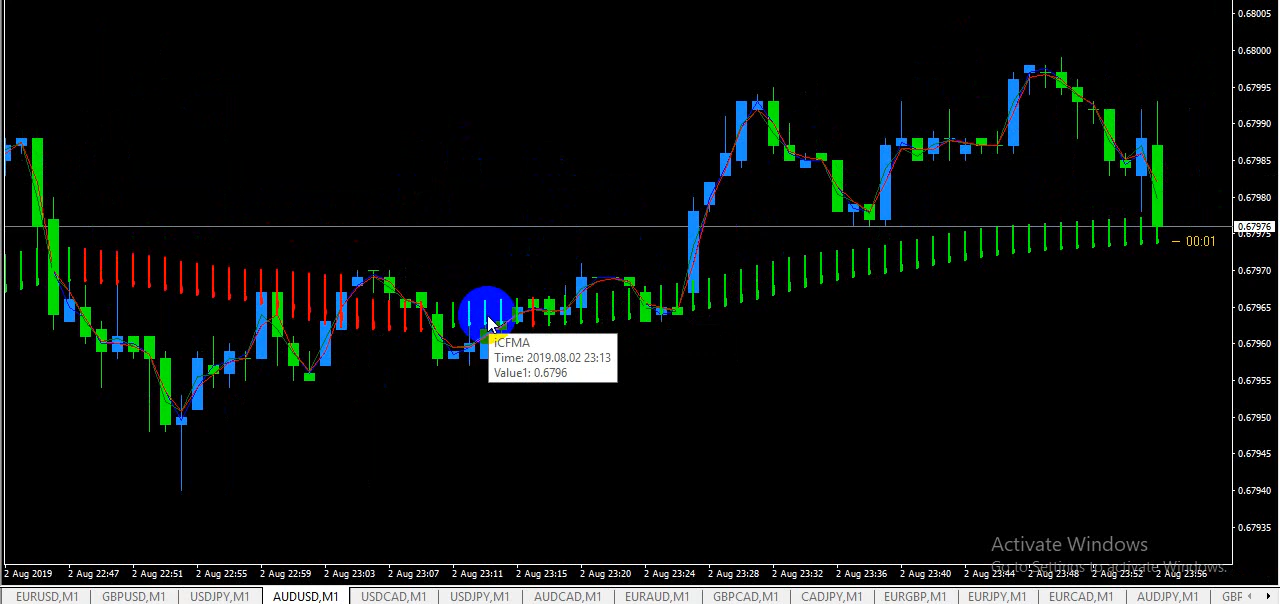 0.68005
0.68000
0.67995
0.67990
0.67985
0.67980
0.67976
0.67975
00:01
0.67970
0.67965
0.67960
0.67955
0.67950
0.67945
0.67940
0.67935
ICFMA
Time: 2019.08.02 23:13
Value1: 0.6796
Activate Windows
Go to Settings to activate Windows.
2 Aug 2019 2 Aug 22:47 2 Aug 22:51 2 Aug 22:55 2 Aug 22:59 2 Aug 23:03 2 Aug 23:07 2 Aug 23:11 2 Aug 23:15 2 Aug 23:20 2 Aug 23:24 2 Aug 23:28 2 Aug 23:32 2 Aug 23:36 2 Aug 23:40 2 Aug 23:44 2 Aug 23:48 2 Aug 23:52 2 Aug 23:56
EURUSD,M1 GBPUSD,M1 USDJPY,M1 AUDUSD,M1 USDCAD,M1 USDJPY,M1 AUDCAD,M1 EURAUD,M1 GBPCAD,M1 CADJPY,M1 EURGBP,M1 EURJPY,M1 EURCAD,M1 AUDJPY,M1 GBP